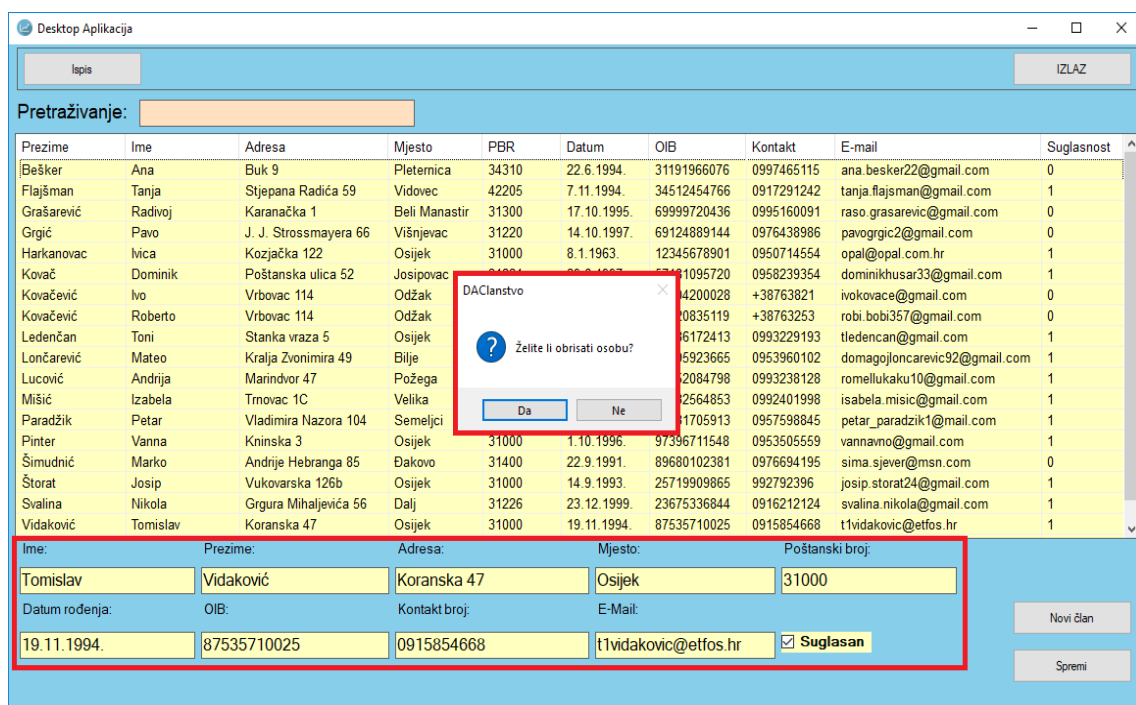 Desktop Aplikacija
Ispis IZLAZ
Pretraživanje:
Prezime Ime Adresa Mjesto PBR Datum OIB Kontakt E-mail Suglasnost
Bešker Ana Buk 9 Pleternica 34310 22.6.1994. 31191966076 0997465115 ana.besker22@gmail.com 0
Flajšman Tanja Stjepana Radića 59 Vidovec 42205 7.11.1994. 34512454766 0917291242 tanja.flajsman@gmail.com 1
Grašarević Radivoj Karanačka 1 Beli Manastir 31300 17.10.1995. 69999720436 0995160091 raso.grasarevic@gmail.com 0
Grgić Pavo J. J. Strossmayera 66 Višnjevac 31220 14.10.1997. 69124889144 0976438986 pavogrgic2@gmail.com 0
Harkanovac Ivica Kozjačka 122 Osijek 31000 8.1.1963. 12345678901 0950714554 opal@opal.com.hr 1
Kovač Dominik Poštanska ulica 52 Josipovac 0958239354 dominikhusar33@gmail.com 1
Kovačević Ivo Vrbovac 114 Odžak 4200028 +38763821 ivokovace@gmail.com 0
Kovačević Roberto Vrbovac 114 Odžak 0835119 +38763253 robi.bobi357@gmail.com 0
Ledenčan Toni Stanka vraza 5 Osijek 6172413 0993229193 tledencan@gmail.com 1
Lončarević Mateo Kralja Zvonimira 49 Bilje 5923665 0953960102 domagojloncarevic92@gmail.com 1
Lucović Andrija Marindvor 47 Požega 2084798 0993238128 romellukaku10@gmail.com 1
Mišić Izabela Trnovac 1C Velika 2564853 0992401998 isabela.misic@gmail.com 1
Paradžik Petar Vladimira Nazora 104 Semeljci 1705913 0957598845 petar_paradzik1@mail.com 1
Pinter Vanna Kninska 3 Osijek 31000 1.10.1996. 97396711548 0953505559 vannavno@gmail.com 1
Šimudnić Marko Andrije Hebranga 85 Đakovo 31400 22.9.1991. 89680102381 0976694195 sima.sjever@msn.com 0
Štorat Josip Vukovarska 126b Osijek 31000 14.9.1993. 25719909865 992792396 josip.storat24@gmail.com 1
Svalina Nikola Grgura Mihaljevića 56 Dalj 31226 23.12.1999. 23675336844 0916212124 svalina.nikola@gmail.com 1
Vidaković Tomislav Koranska 47 Osijek 31000 19.11.1994. 87535710025 0915854668 t1vidakovic@etfos.hr 1
DAClanstvo
Želite li obrisati osobu?
Da Ne
Ime: Prezime: Adresa: Mjesto: Poštanski broj:
Tomislav Vidaković Koranska 47 Osijek 31000
Datum rođenja: OIB: Kontakt broj: E-Mail:
19.11.1994. 87535710025 0915854668 t1vidakovic@etfos.hr Suglasan
Novi član
Spremi